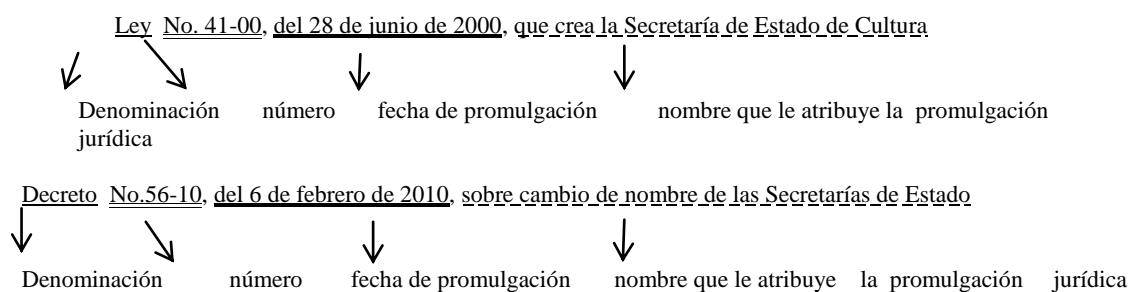 Ley No. 41-00, del 28 de junio de 2000, que crea la Secretaría de Estado de Cultura
Denominación número fecha de promulgación nombre que le atribuye la promulgación
jurídica
Decreto No.56-10, del 6 de febrero de 2010, sobre cambio de nombre de las Secretarías de Estado
Denominación número fecha de promulgación nombre que le atribuye la promulgación jurídica